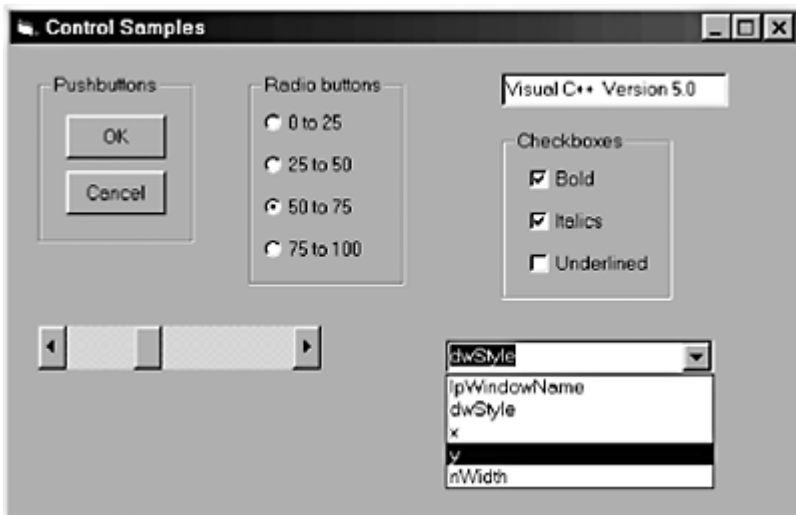 Control Samples
Pushbuttons
OK
Cancel
Radio buttons
0 to 25
25 to 50
50 to 75
75 to 100
Visual C++ Version 5.0
Checkboxes
Bold
Italics
Underlined
dwStyle
lpWindowName
dwStyle
x
y
nWidth